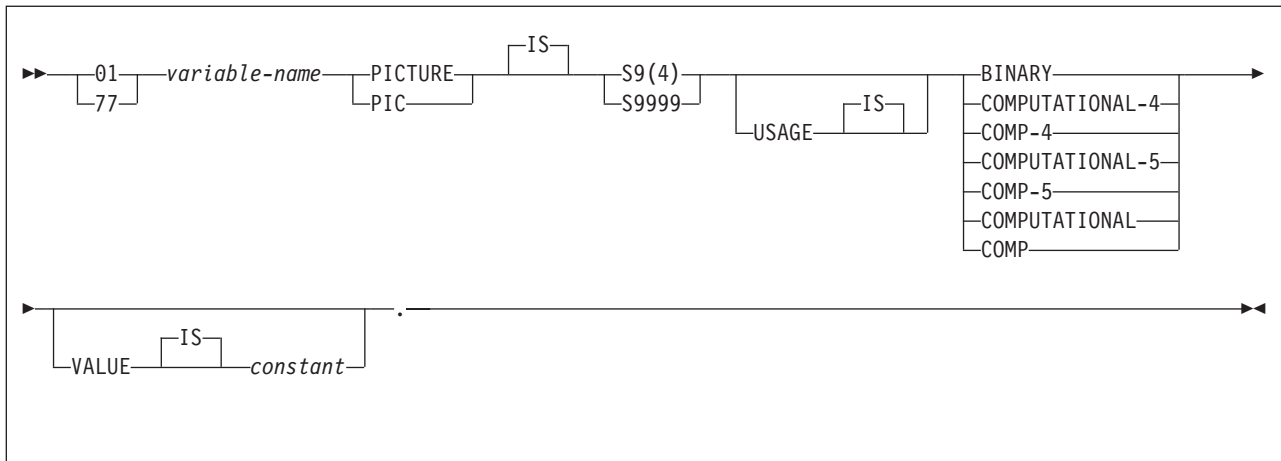 IS
01 variable-name PICTURE S9(4) BINARY
77 PIC S9999 COMPUTATIONAL-4
USAGE IS COMP-4
COMPUTATIONAL-5
COMP-5
COMPUTATIONAL
COMP
.
IS
VALUE constant